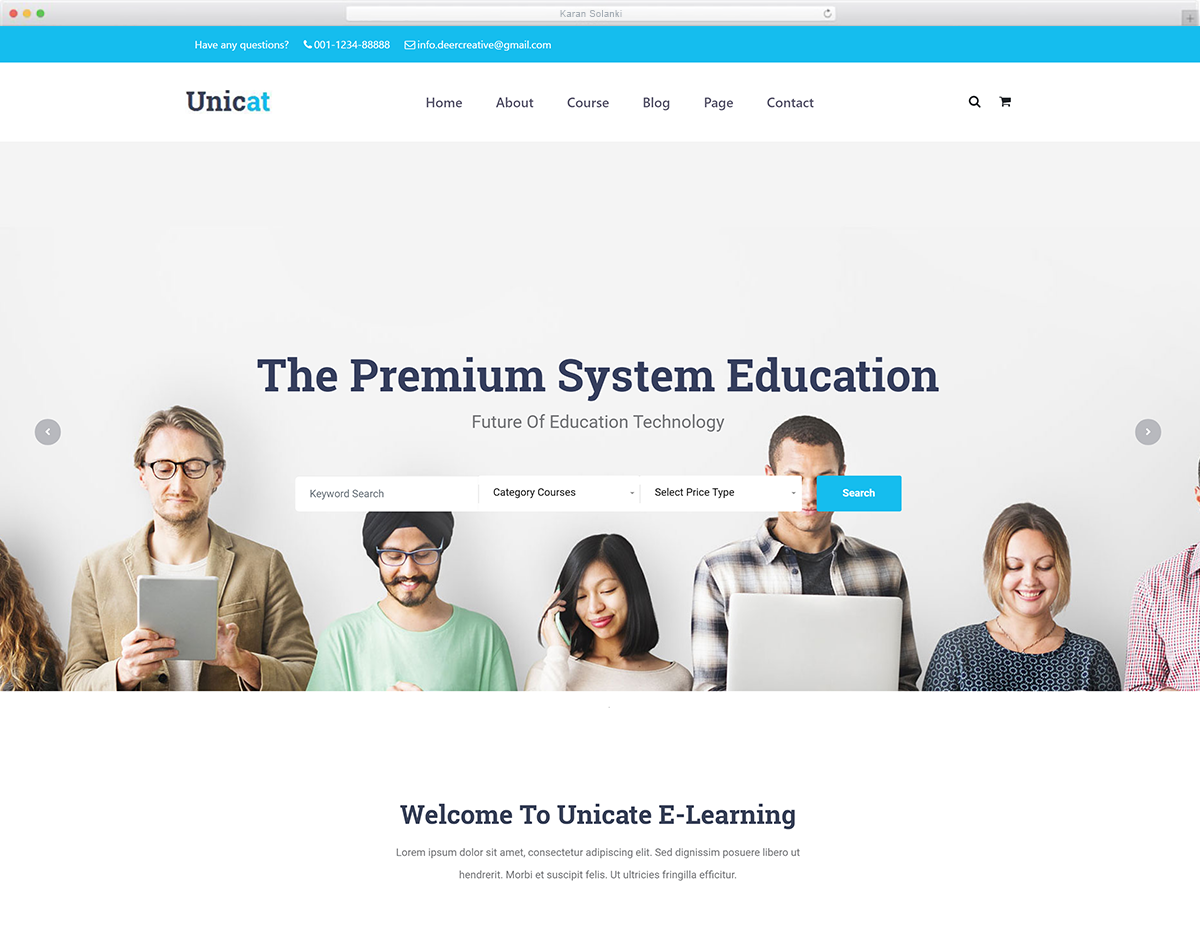 Karan Solanki
Have any questions? 001-1234-88888 info.deercreative@gmail.com
Unicat Home About Course Blog Page Contact
The Premium System Education
Future Of Education Technology
Keyword Search Category Courses Select Price Type Search
Welcome To Unicate E-Learning
Lorem ipsum dolor sit amet, consectetur adipiscing elit. Sed dignissim posuere libero ut
hendrerit. Morbi et suscipit felis. Ut ultricies fringilla efficitur.